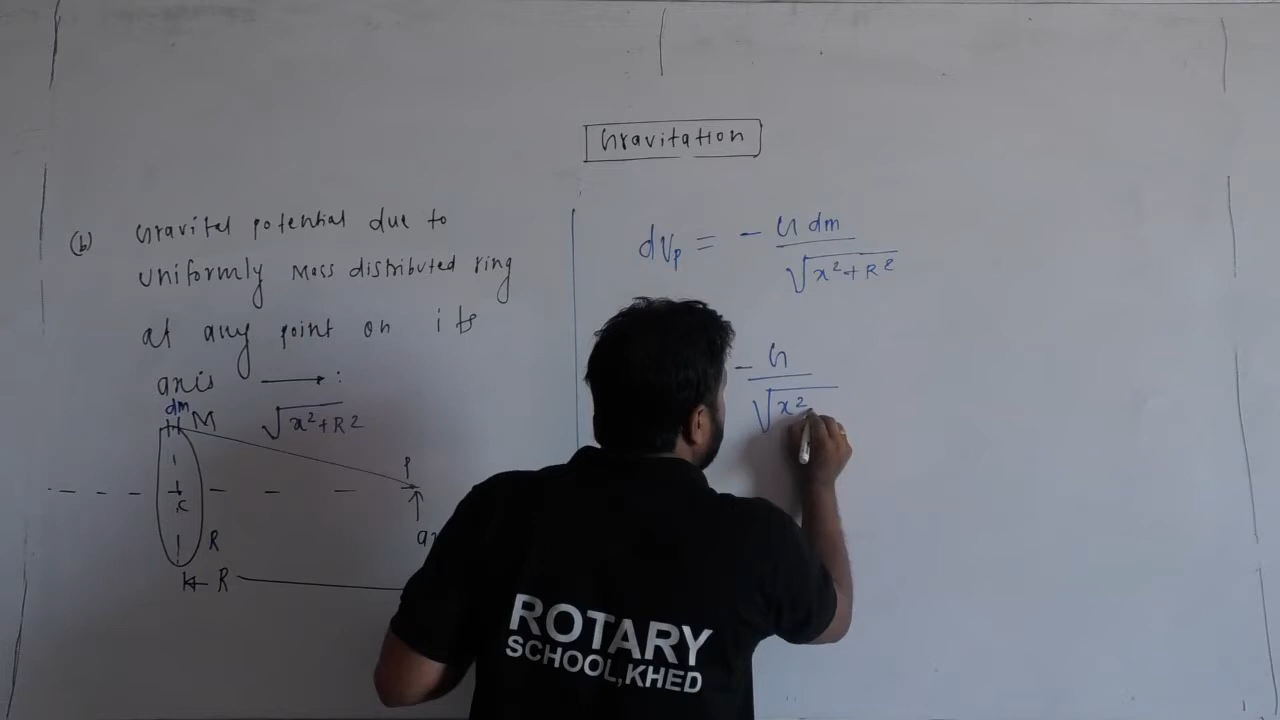 Gravitation
(b) Gravital potential due to
uniformly Mass distributed ring
at any point on its
axis ⟶ :
dm M √x²+R²
P
C
R
R
dVp = - G dm / √x²+R²
- G / √x²
ROTARY
SCHOOL,KHED